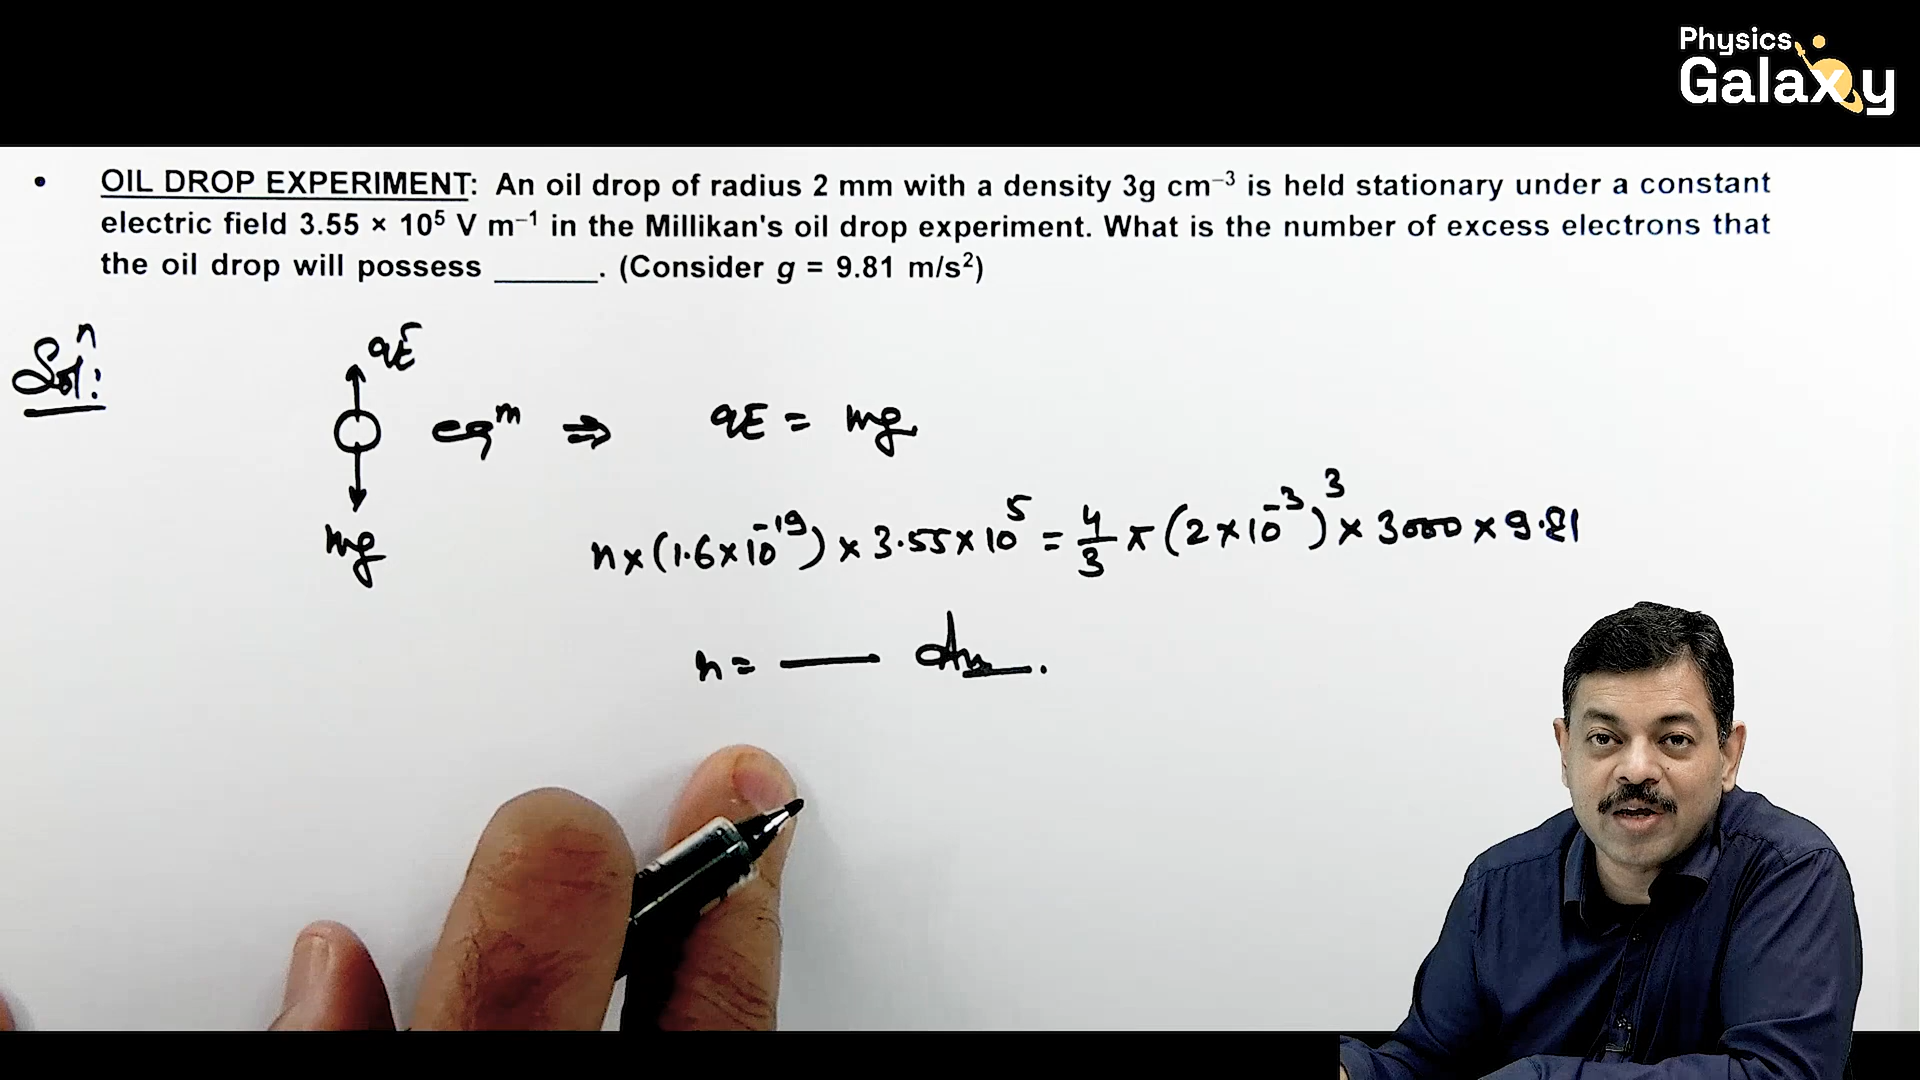 Physics
Galaxy
• OIL DROP EXPERIMENT: An oil drop of radius 2 mm with a density 3g cm⁻³ is held stationary under a constant
electric field 3.55 × 10⁵ V m⁻¹ in the Millikan's oil drop experiment. What is the number of excess electrons that
the oil drop will possess ______. (Consider g = 9.81 m/s²)
Solⁿ:
qE
eqᵐ ⇒ qE = mg
mg
n×(1.6×10⁻¹⁹)×3.55×10⁵ = 4/3 π(2×10⁻³)³×3000×9.81
n = — Ans.